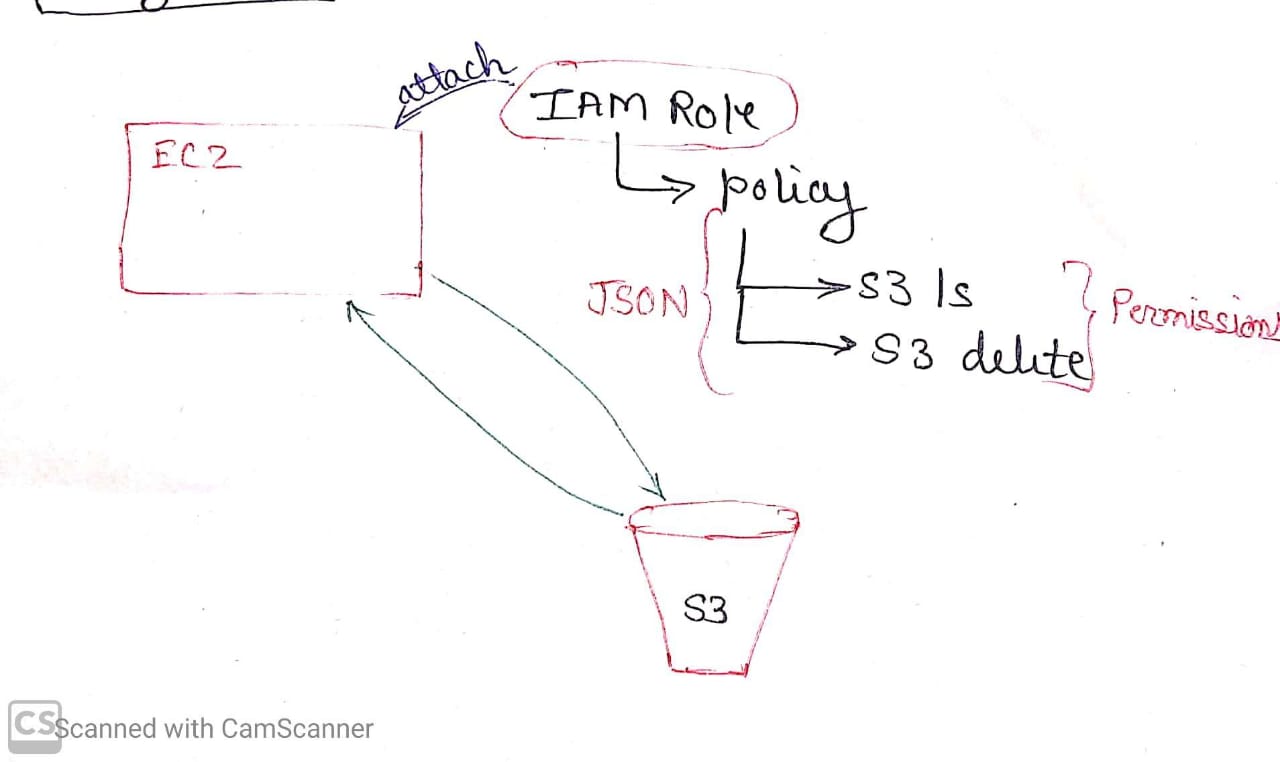 attach
IAM Role
EC2
policy
JSON
S3 ls
S3 delete
Permission
S3
CS Scanned with CamScanner